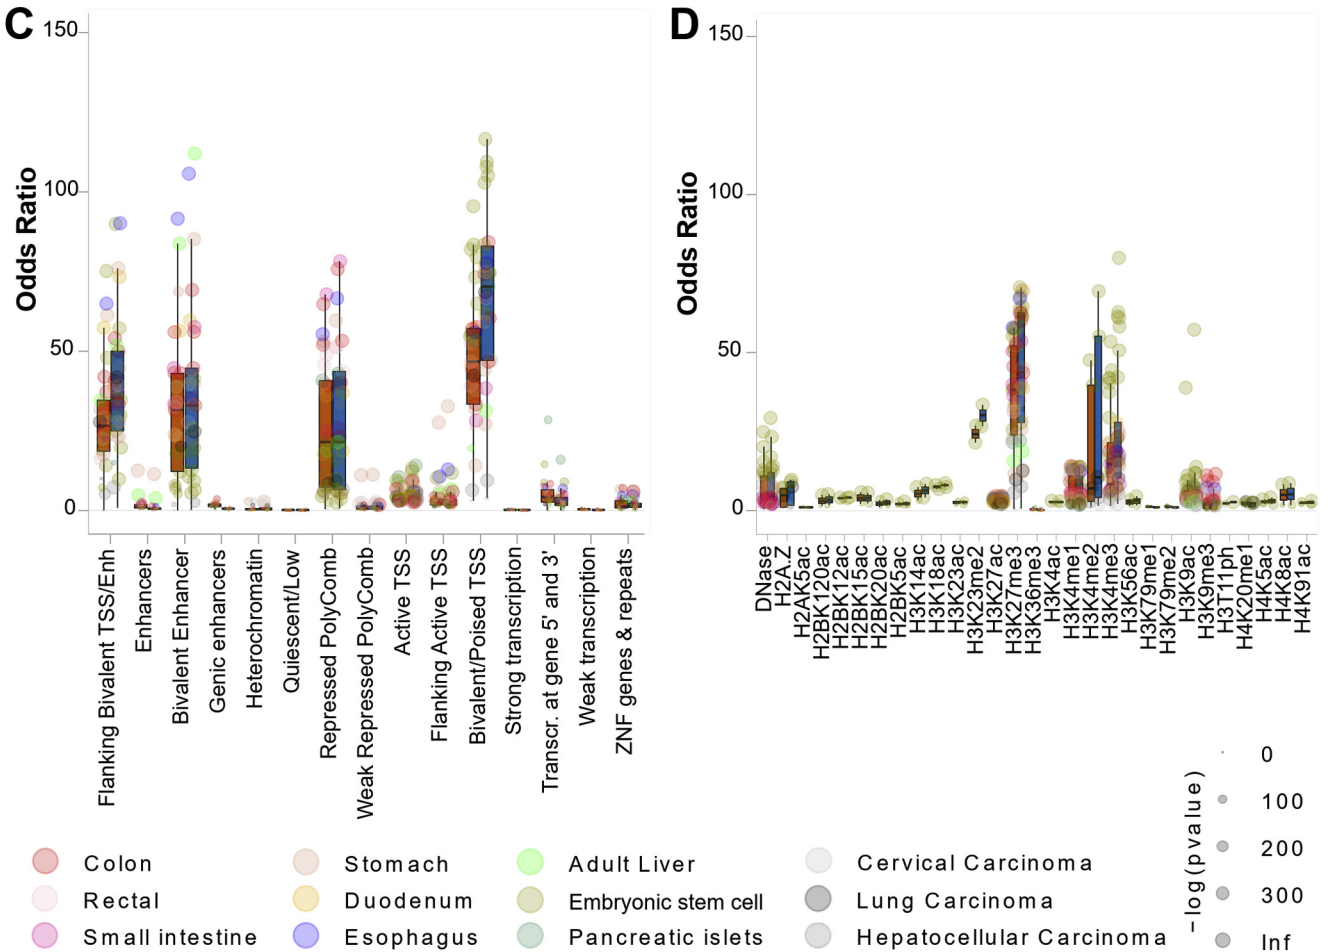 C
D
150
100
50
0
Odds Ratio
Flanking Bivalent TSS/Enh
Enhancers
Bivalent Enhancer
Genic enhancers
Heterochromatin
Quiescent/Low
Repressed PolyComb
Weak Repressed PolyComb
Active TSS
Flanking Active TSS
Bivalent/Poised TSS
Strong transcription
Transcr. at gene 5' and 3'
Weak transcription
ZNF genes & repeats
150
100
50
0
Odds Ratio
DNase
H2A.Z
H2AK5ac
H2BK120ac
H2BK12ac
H2BK15ac
H2BK20ac
H2BK5ac
H3K14ac
H3K18ac
H3K23ac
H3K23me2
H3K27ac
H3K27me3
H3K36me3
H3K4ac
H3K4me1
H3K4me2
H3K4me3
H3K56ac
H3K79me1
H3K79me2
H3K9ac
H3K9me3
H3T11ph
H4K20me1
H4K5ac
H4K8ac
H4K91ac
Colon
Rectal
Small intestine
Stomach
Duodenum
Esophagus
Adult Liver
Embryonic stem cell
Pancreatic islets
Cervical Carcinoma
Lung Carcinoma
Hepatocellular Carcinoma
−log(pvalue)
0
100
200
300
Inf